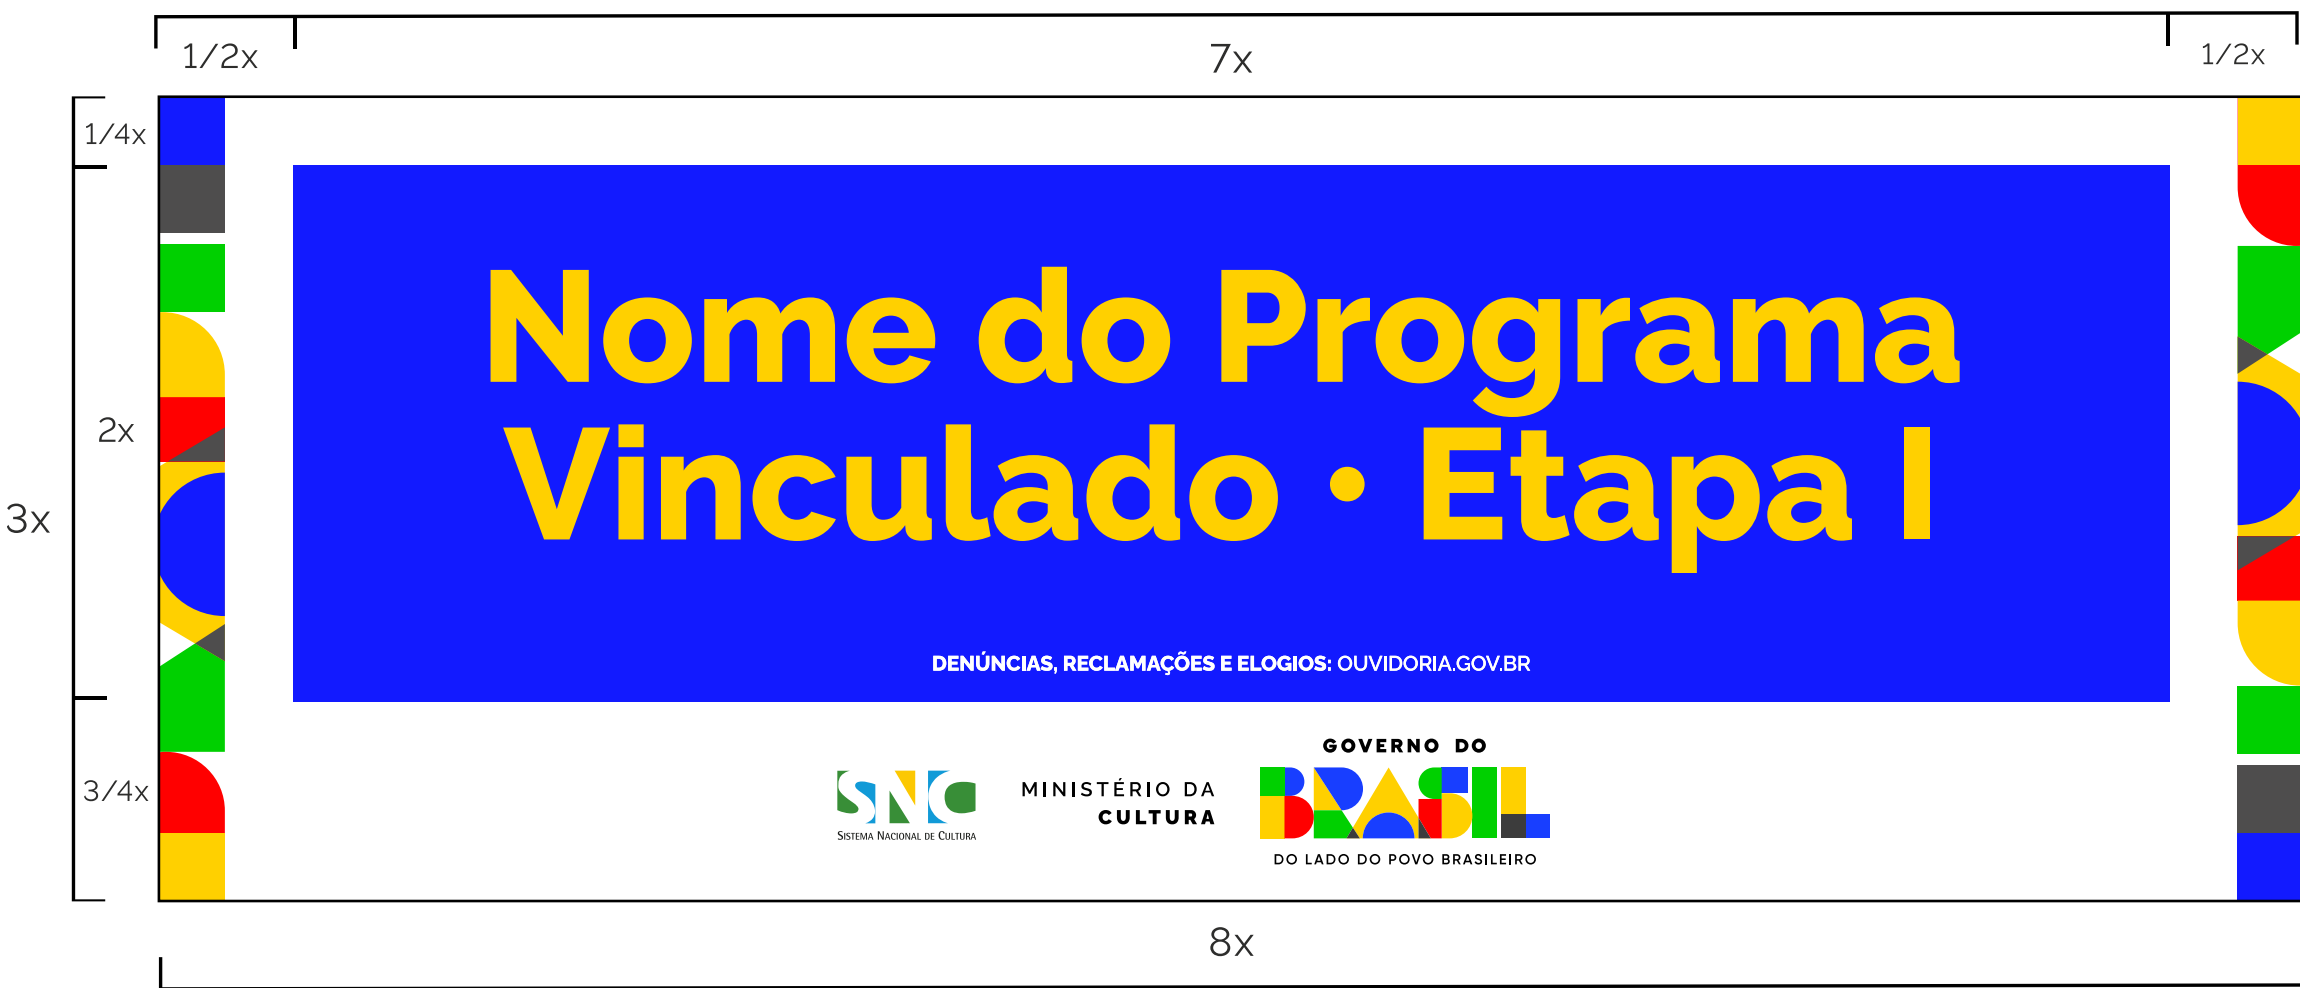 1/2x
7x
1/2x
1/4x
2x
3x
3/4x
Nome do Programa
Vinculado • Etapa I
DENÚNCIAS, RECLAMAÇÕES E ELOGIOS: OUVIDORIA.GOV.BR
SNC
SISTEMA NACIONAL DE CULTURA
MINISTÉRIO DA
CULTURA
GOVERNO DO
BRASIL
DO LADO DO POVO BRASILEIRO
8x